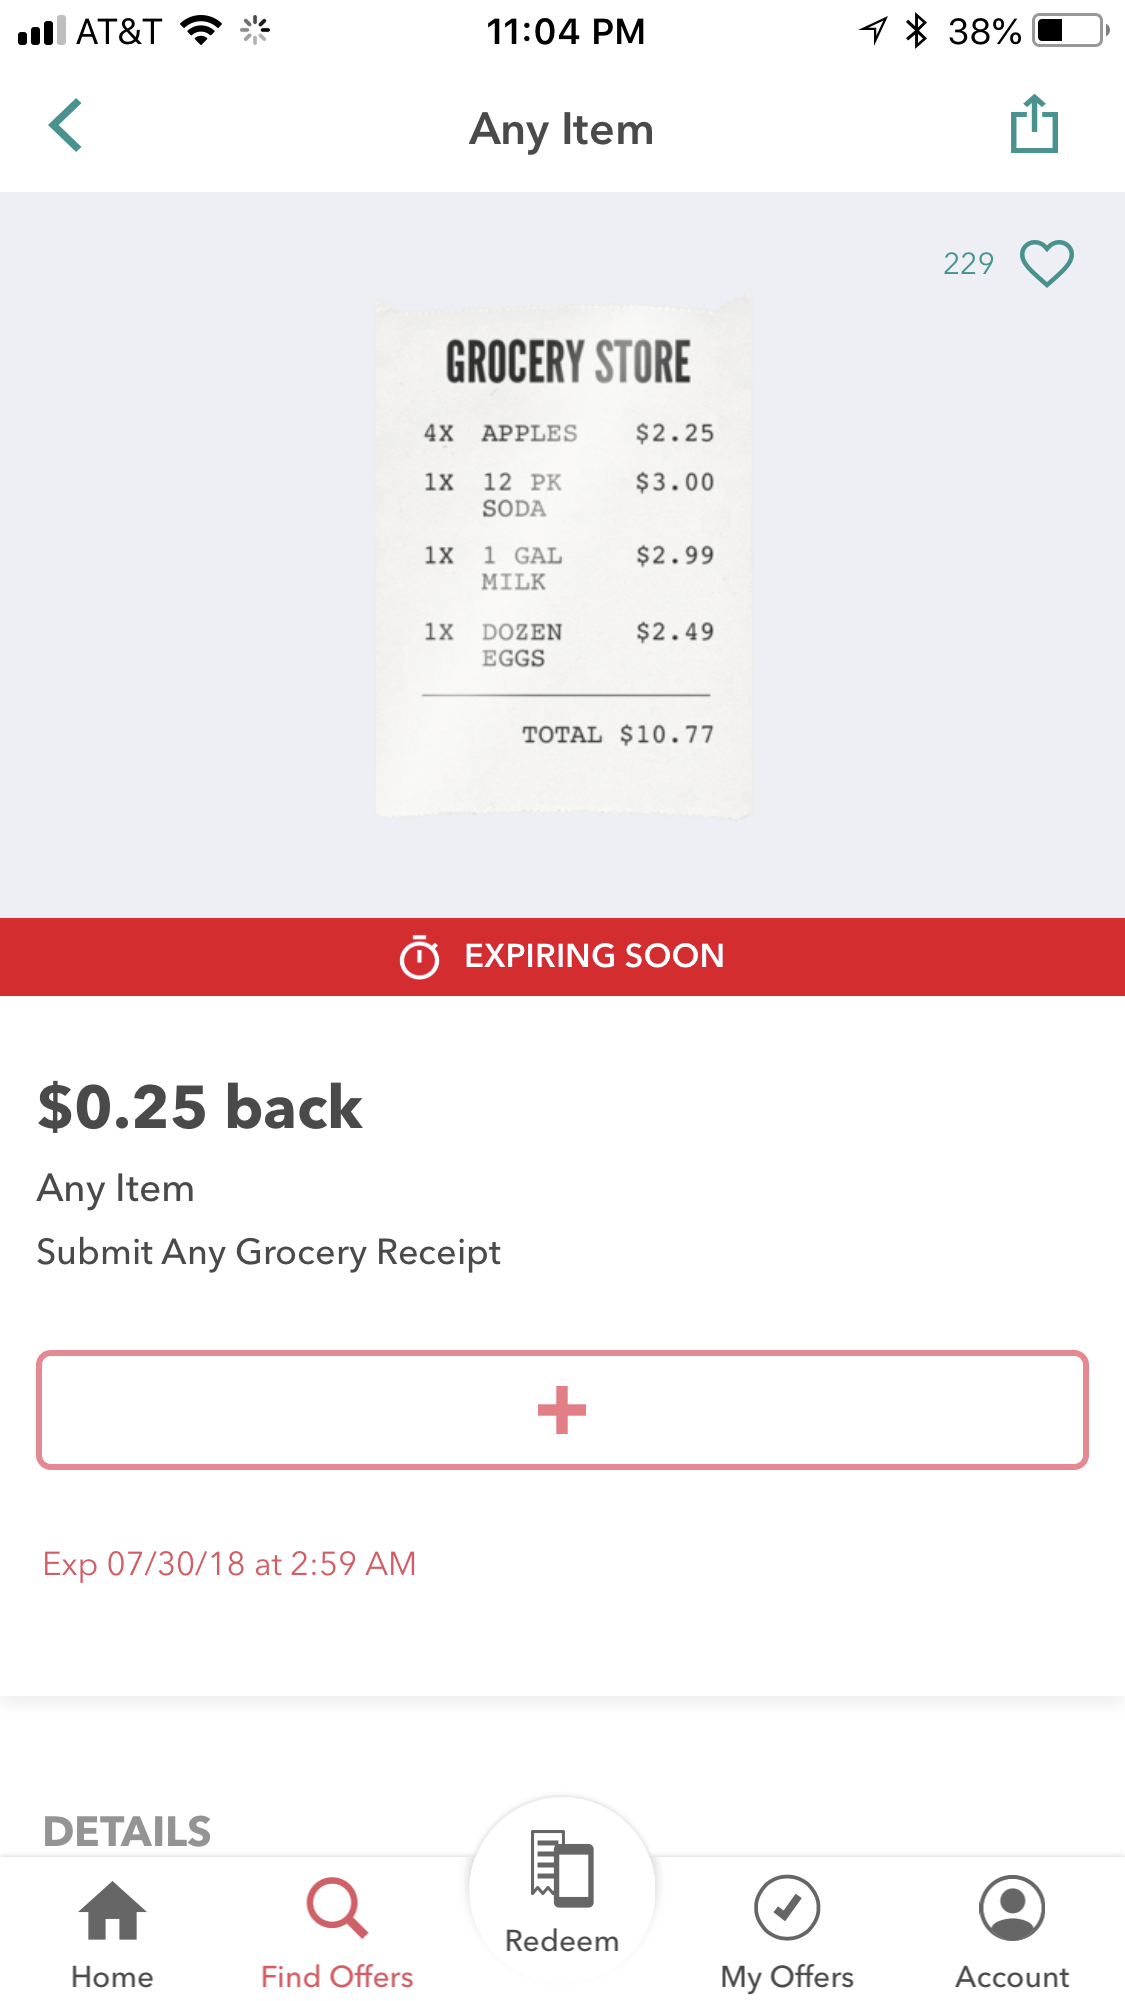 AT&T 11:04 PM 38%
Any Item
229
GROCERY STORE
4X APPLES $2.25
1X 12 PK $3.00
SODA
1X 1 GAL $2.99
MILK
1X DOZEN $2.49
EGGS
TOTAL $10.77
EXPIRING SOON
$0.25 back
Any Item
Submit Any Grocery Receipt
Exp 07/30/18 at 2:59 AM
DETAILS
Home Find Offers Redeem My Offers Account